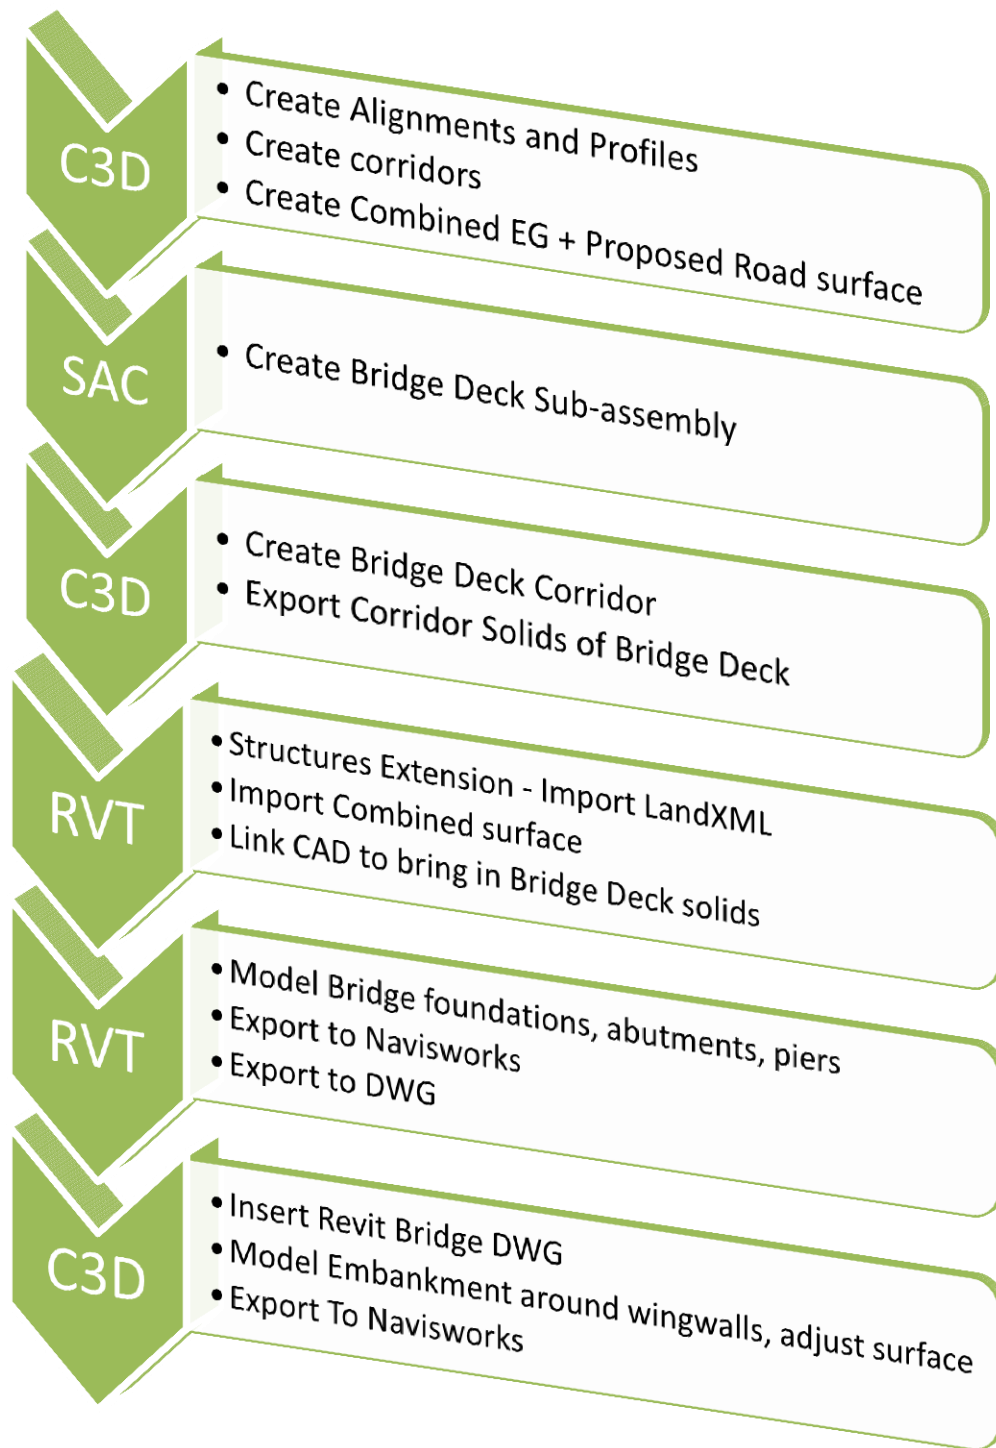 C3D
• Create Alignments and Profiles
• Create corridors
• Create Combined EG + Proposed Road surface
SAC
• Create Bridge Deck Sub-assembly
C3D
• Create Bridge Deck Corridor
• Export Corridor Solids of Bridge Deck
RVT
• Structures Extension - Import LandXML
• Import Combined surface
• Link CAD to bring in Bridge Deck solids
RVT
• Model Bridge foundations, abutments, piers
• Export to Navisworks
• Export to DWG
C3D
• Insert Revit Bridge DWG
• Model Embankment around wingwalls, adjust surface
• Export To Navisworks